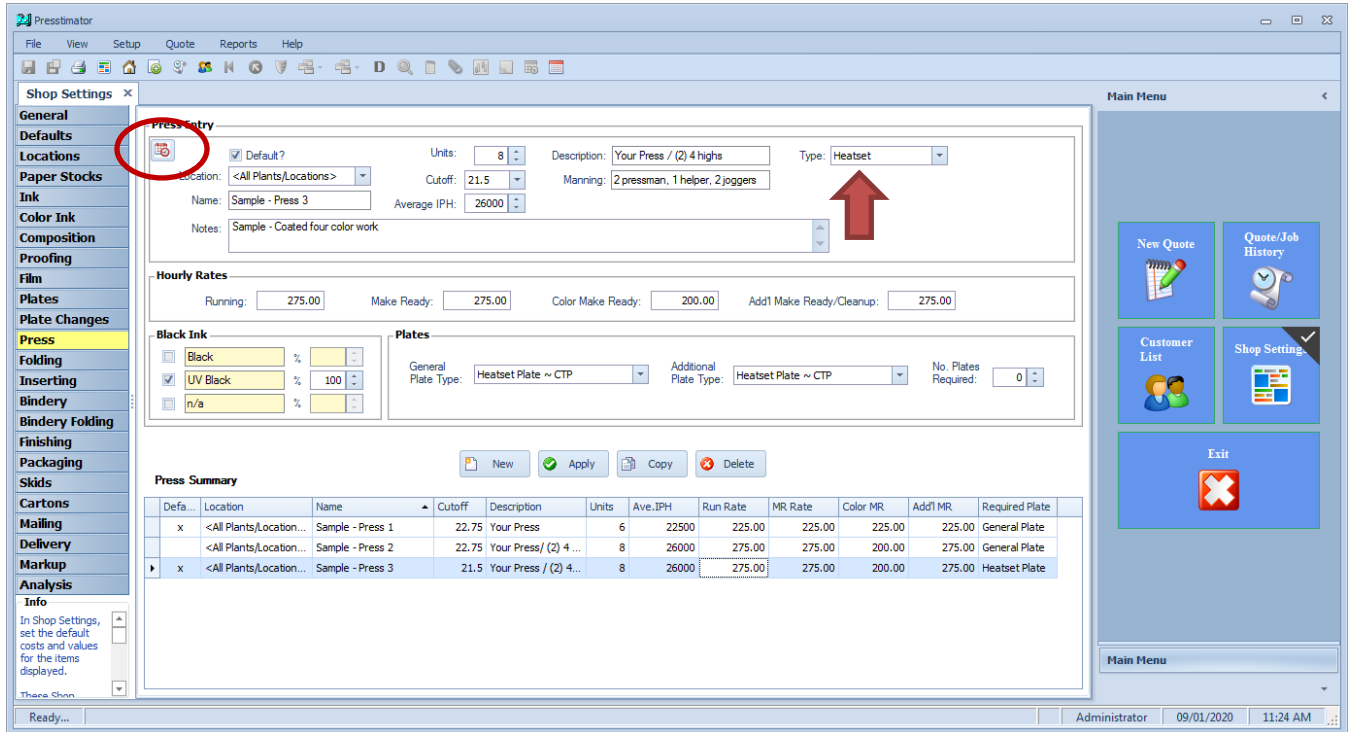 Presstimator
File View Setup Quote Reports Help
D
Shop Settings ×
Main Menu <
General
Defaults
Locations
Paper Stocks
Ink
Color Ink
Composition
Proofing
Film
Plates
Plate Changes
Press
Folding
Inserting
Bindery
Bindery Folding
Finishing
Packaging
Skids
Cartons
Mailing
Delivery
Markup
Analysis
Info
In Shop Settings,
set the default
costs and values
for the items
displayed.
These Shop
Press Entry
Default? Units: 8 Description: Your Press / (2) 4 highs Type: Heatset
Location: <All Plants/Locations> Cutoff: 21.5 Manning: 2 pressman, 1 helper, 2 joggers
Name: Sample - Press 3 Average IPH: 26000
Notes: Sample - Coated four color work
Hourly Rates
Running: 275.00 Make Ready: 275.00 Color Make Ready: 200.00 Add'l Make Ready/Cleanup: 275.00
Black Ink
Black %
UV Black % 100
n/a %
Plates
General
Plate Type: Heatset Plate ~ CTP
Additional
Plate Type: Heatset Plate ~ CTP
No. Plates
Required: 0
New Apply Copy Delete
Press Summary
Defa... Location Name Cutoff Description Units Ave.IPH Run Rate MR Rate Color MR Add'l MR Required Plate
x <All Plants/Location... Sample - Press 1 22.75 Your Press 6 22500 225.00 225.00 225.00 225.00 General Plate
<All Plants/Location... Sample - Press 2 22.75 Your Press/ (2) 4 ... 8 26000 275.00 275.00 200.00 275.00 General Plate
x <All Plants/Location... Sample - Press 3 21.5 Your Press / (2) 4... 8 26000 275.00 275.00 200.00 275.00 Heatset Plate
New Quote
Quote/Job
History
Customer
List
Shop Settings
Exit
Main Menu
Ready... Administrator 09/01/2020 11:24 AM